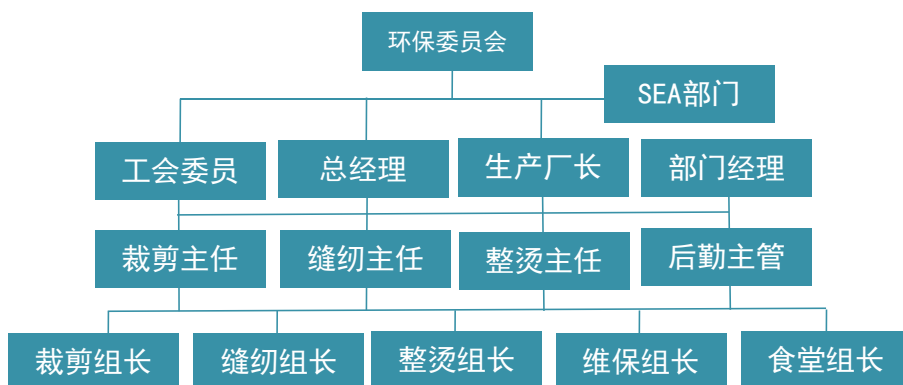 环保委员会
SEA部门
工会委员
总经理
生产厂长
部门经理
裁剪主任
缝纫主任
整烫主任
后勤主管
裁剪组长
缝纫组长
整烫组长
维保组长
食堂组长